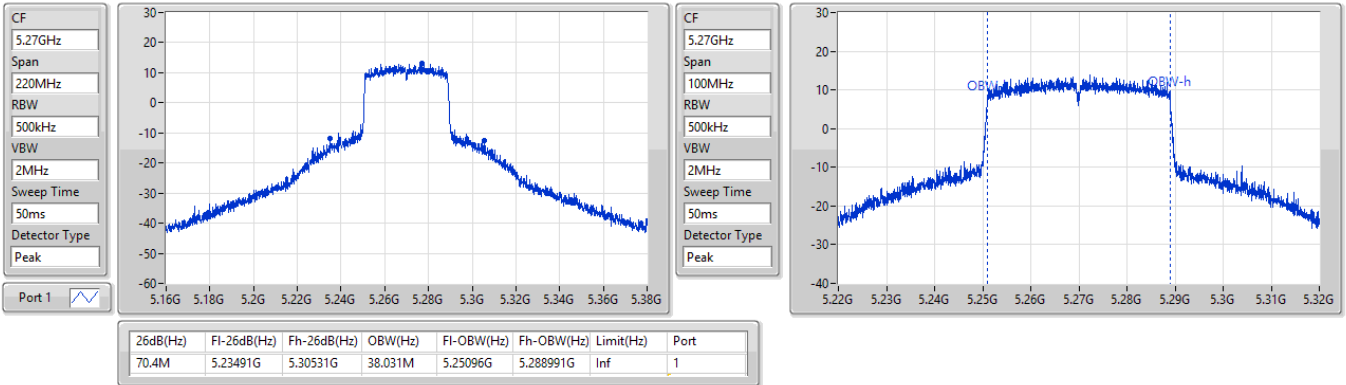 CF
5.27GHz
Span
220MHz
RBW
500kHz
VBW
2MHz
Sweep Time
50ms
Detector Type
Peak
Port 1
30
20
10
0
-10
-20
-30
-40
-50
-60
5.16G 5.18G 5.2G 5.22G 5.24G 5.26G 5.28G 5.30G 5.32G 5.34G 5.36G 5.38G
CF
5.27GHz
Span
100MHz
RBW
500kHz
VBW
2MHz
Sweep Time
50ms
Detector Type
Peak
30
20
10
0
-10
-20
-30
-40
OBW OBW-h
5.22G 5.23G 5.24G 5.25G 5.26G 5.27G 5.28G 5.29G 5.3G 5.31G 5.32G
26dB(Hz) Fl-26dB(Hz) Fh-26dB(Hz) OBW(Hz) Fl-OBW(Hz) Fh-OBW(Hz) Limit(Hz) Port
70.4M 5.23491G 5.30531G 38.031M 5.25096G 5.288991G Inf 1